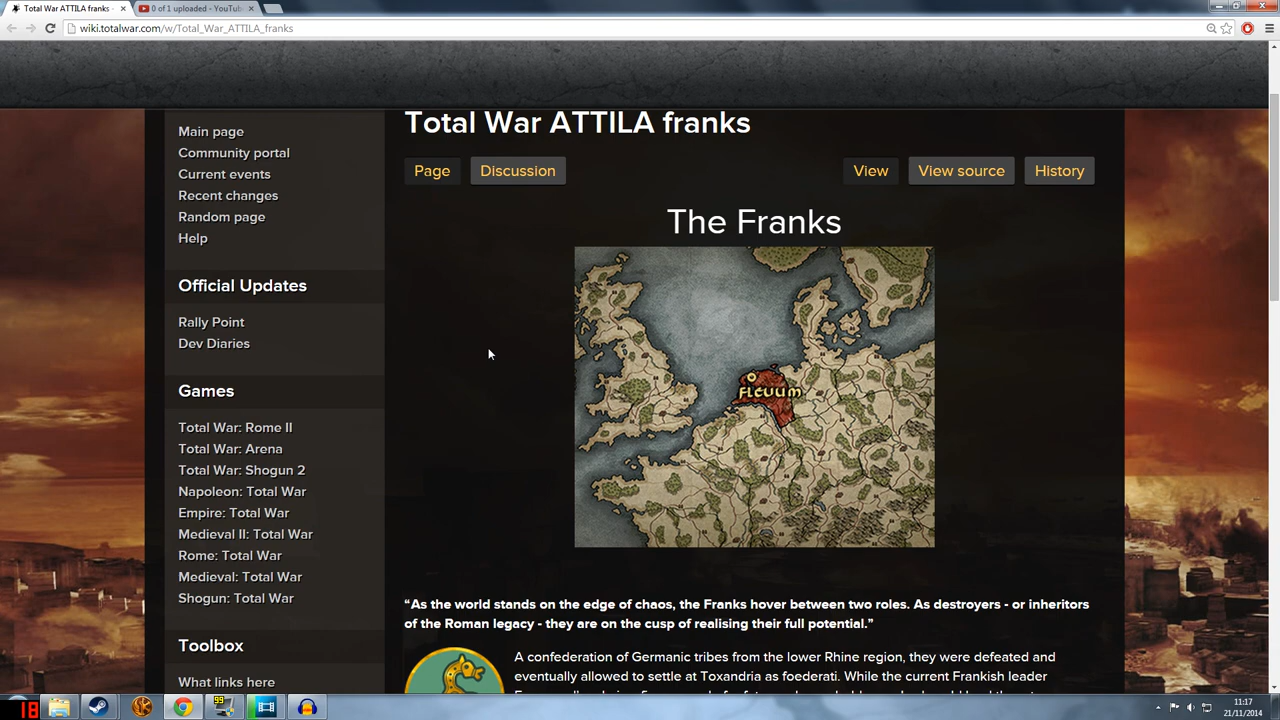 Total War ATTILA franks -
0 of 1 uploaded - YouTub
wiki.totalwar.com/w/Total_War_ATTILA_franks
Total War ATTILA franks
Page
Discussion
View
View source
History
Main page
Community portal
Current events
Recent changes
Random page
Help
Official Updates
Rally Point
Dev Diaries
Games
Total War: Rome II
Total War: Arena
Total War: Shogun 2
Napoleon: Total War
Empire: Total War
Medieval II: Total War
Rome: Total War
Medieval: Total War
Shogun: Total War
Toolbox
What links here
The Franks
Flevum
“As the world stands on the edge of chaos, the Franks hover between two roles. As destroyers - or inheritors
of the Roman legacy - they are on the cusp of realising their full potential.”
A confederation of Germanic tribes from the lower Rhine region, they were defeated and
eventually allowed to settle at Toxandria as foederati. While the current Frankish leader
18
99
11:17
21/11/2014